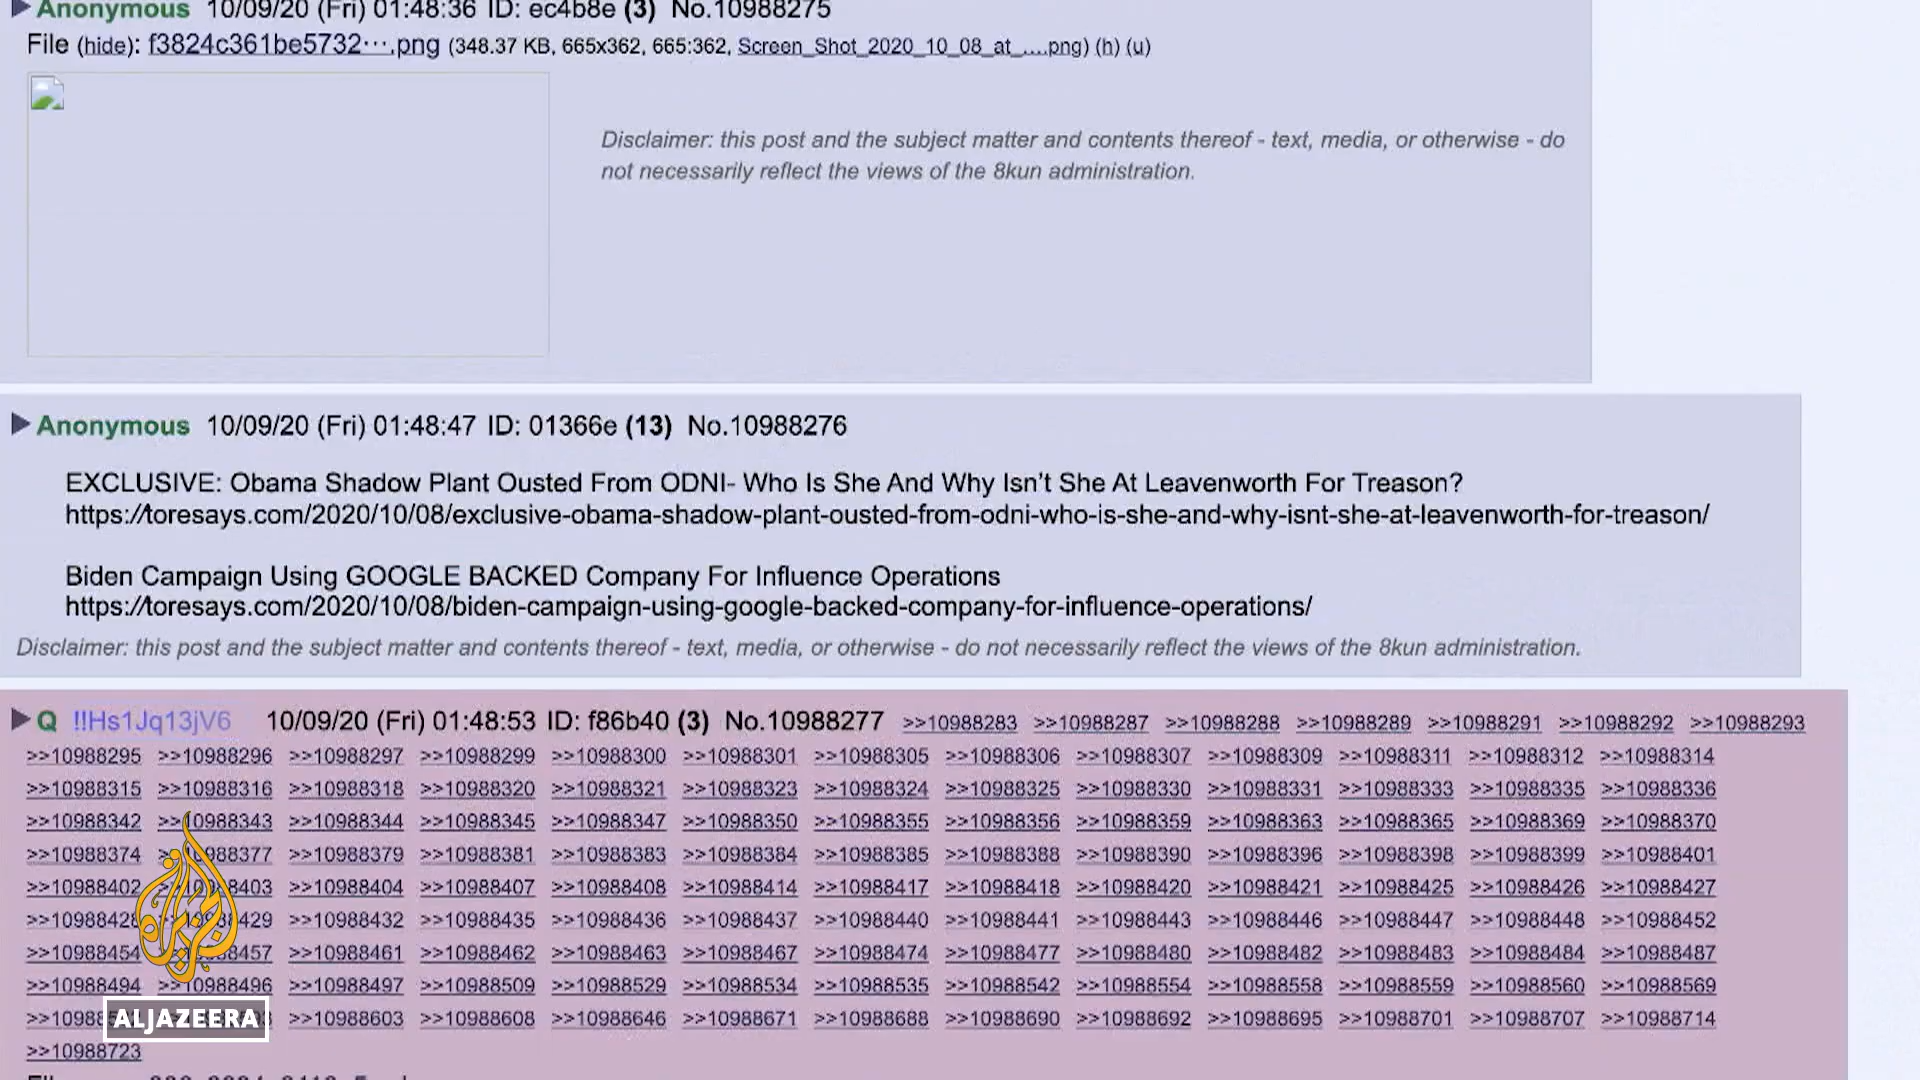 Anonymous 10/09/20 (Fri) 01:48:36 ID: ec4b8e (3) No.10988275
File (hide): f3824c361be5732⋯.png (348.37 KB, 665x362, 665:362, Screen_Shot_2020_10_08_at_….png) (h) (u)
Disclaimer: this post and the subject matter and contents thereof - text, media, or otherwise - do
not necessarily reflect the views of the 8kun administration.
Anonymous 10/09/20 (Fri) 01:48:47 ID: 01366e (13) No.10988276
EXCLUSIVE: Obama Shadow Plant Ousted From ODNI- Who Is She And Why Isn’t She At Leavenworth For Treason?
https://toresays.com/2020/10/08/exclusive-obama-shadow-plant-ousted-from-odni-who-is-she-and-why-isnt-she-at-leavenworth-for-treason/
Biden Campaign Using GOOGLE BACKED Company For Influence Operations
https://toresays.com/2020/10/08/biden-campaign-using-google-backed-company-for-influence-operations/
Disclaimer: this post and the subject matter and contents thereof - text, media, or otherwise - do not necessarily reflect the views of the 8kun administration.
Q !!Hs1Jq13jV6 10/09/20 (Fri) 01:48:53 ID: f86b40 (3) No.10988277 >>10988283 >>10988287 >>10988288 >>10988289 >>10988291 >>10988292 >>10988293
>>10988295 >>10988296 >>10988297 >>10988299 >>10988300 >>10988301 >>10988305 >>10988306 >>10988307 >>10988309 >>10988311 >>10988312 >>10988314
>>10988315 >>10988316 >>10988318 >>10988320 >>10988321 >>10988323 >>10988324 >>10988325 >>10988330 >>10988331 >>10988333 >>10988335 >>10988336
>>10988342 >>10988343 >>10988344 >>10988345 >>10988347 >>10988350 >>10988355 >>10988356 >>10988359 >>10988363 >>10988365 >>10988369 >>10988370
>>10988374 >>10988377 >>10988379 >>10988381 >>10988383 >>10988384 >>10988385 >>10988388 >>10988390 >>10988396 >>10988398 >>10988399 >>10988401
>>10988402 >>10988403 >>10988404 >>10988407 >>10988408 >>10988414 >>10988417 >>10988418 >>10988420 >>10988421 >>10988425 >>10988426 >>10988427
>>10988429 >>10988432 >>10988435 >>10988436 >>10988437 >>10988440 >>10988441 >>10988443 >>10988446 >>10988447 >>10988448 >>10988452
>>10988454 >>10988457 >>10988461 >>10988462 >>10988463 >>10988467 >>10988474 >>10988477 >>10988480 >>10988482 >>10988483 >>10988484 >>10988487
>>10988494 >>10988496 >>10988497 >>10988509 >>10988529 >>10988534 >>10988535 >>10988542 >>10988554 >>10988558 >>10988559 >>10988560 >>10988569
>>10988603 >>10988608 >>10988646 >>10988671 >>10988688 >>10988690 >>10988692 >>10988695 >>10988701 >>10988707 >>10988714
>>10988723
الجزيرة
ALJAZEERA